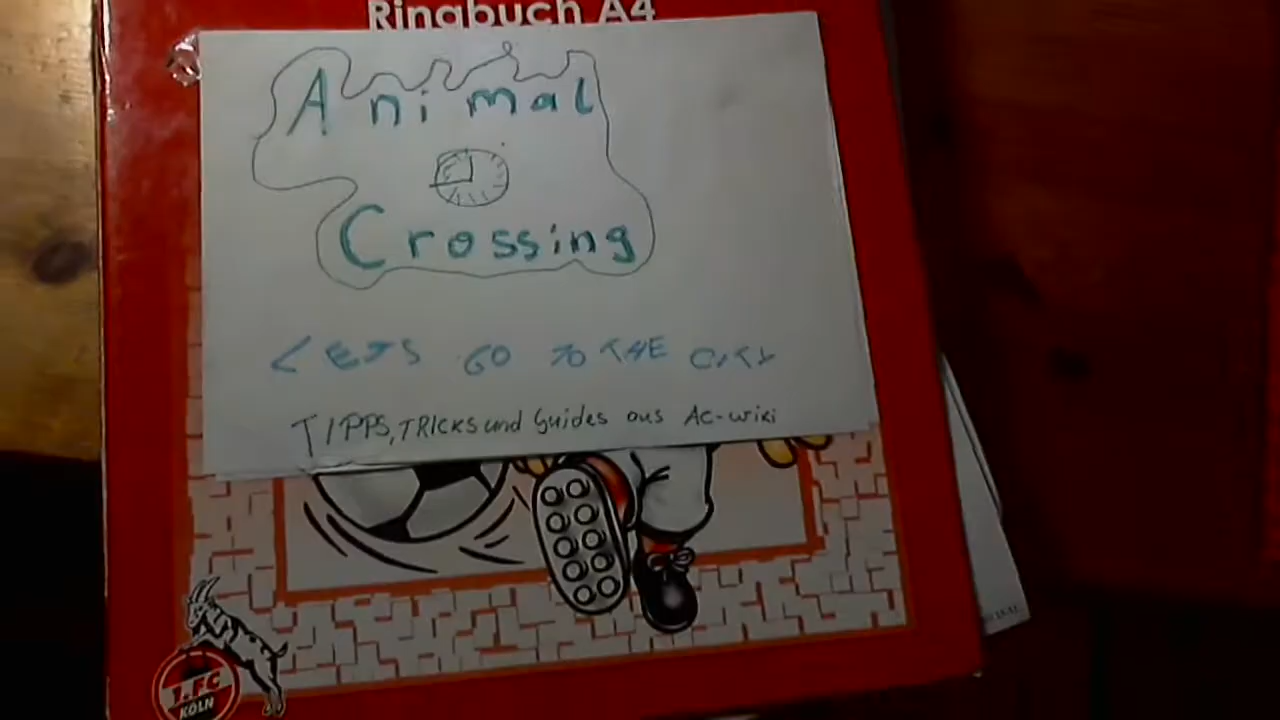 Ringbuch A4
Animal
Crossing
LETS GO TO THE CITY
TIPPS, TRICKS und Guides aus AC-wiki
1.FC
KÖLN